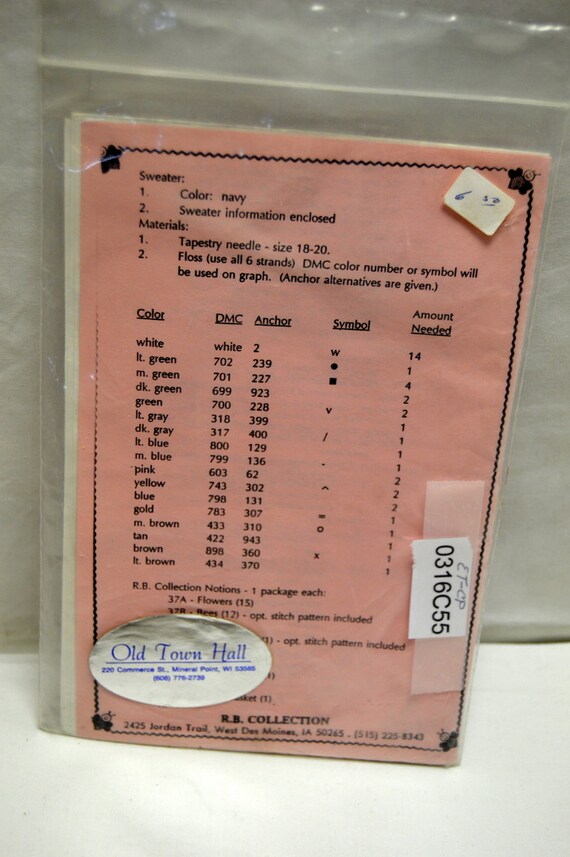 Sweater:
1. Color: navy
2. Sweater information enclosed
Materials:
1. Tapestry needle - size 18-20.
2. Floss (use all 6 strands) DMC color number or symbol will
be used on graph. (Anchor alternatives are given.)
6 50
Color DMC Anchor Symbol Amount Needed
white white 2 w 14
lt. green 702 239 ● 1
m. green 701 227 ■ 4
dk. green 699 923 2
green 700 228 v 2
lt. gray 318 399 1
dk. gray 317 400 / 1
lt. blue 800 129 1
m. blue 799 136 - 1
pink 603 62 2
yellow 743 302 ^ 2
blue 798 131 2
gold 783 307 = 1
m. brown 433 310 o 1
tan 422 943 1
brown 898 360 x 1
lt. brown 434 370 1
R.B. Collection Notions - 1 package each:
37A - Flowers (15)
37B - Bees (12) - opt. stitch pattern included
(1) - opt. stitch pattern included
Old Town Hall
220 Commerce St., Mineral Point, WI 53565
(608) 776-2739
R.B. COLLECTION
2425 Jordan Trail, West Des Moines, IA 50265 . (515) 225-8343
ET-CP
0316C55